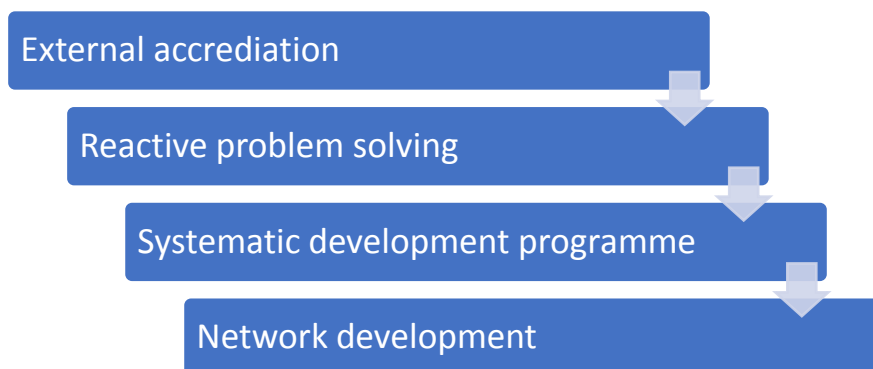 External accrediation
Reactive problem solving
Systematic development programme
Network development